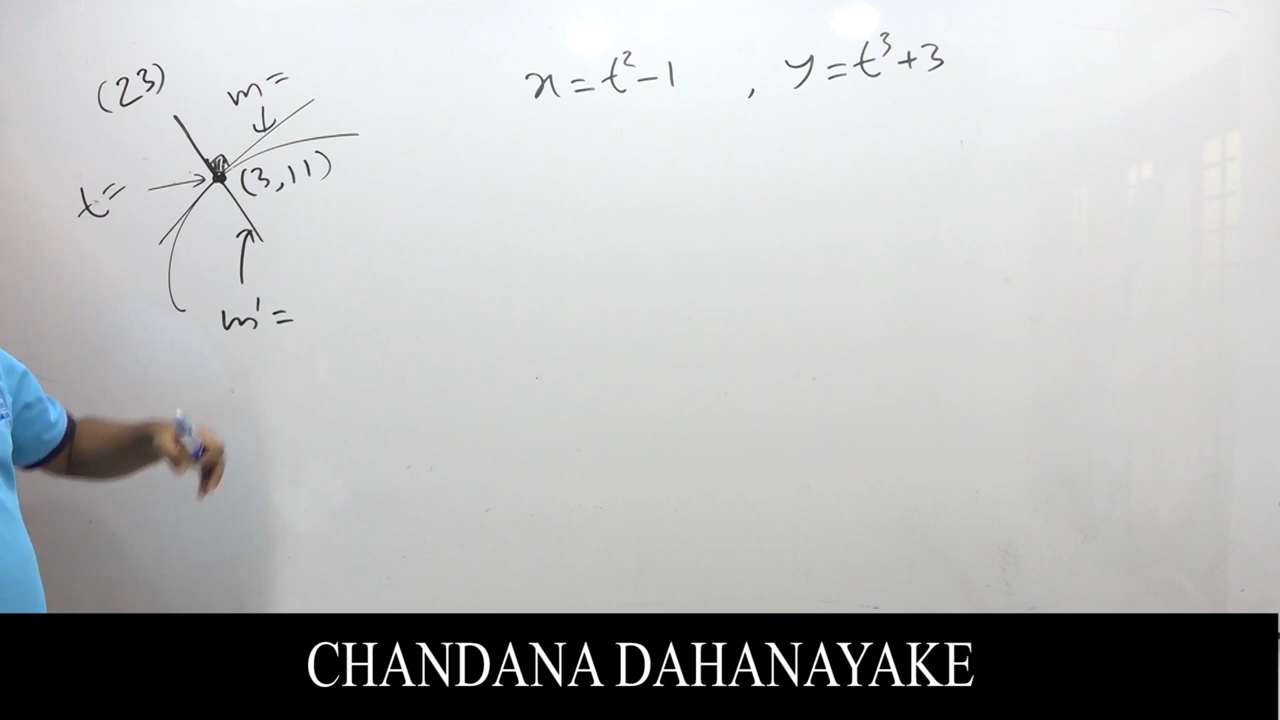 (23)
m =
x = t² - 1 , y = t³ + 3
t =
(3, 11)
m' =
CHANDANA DAHANAYAKE